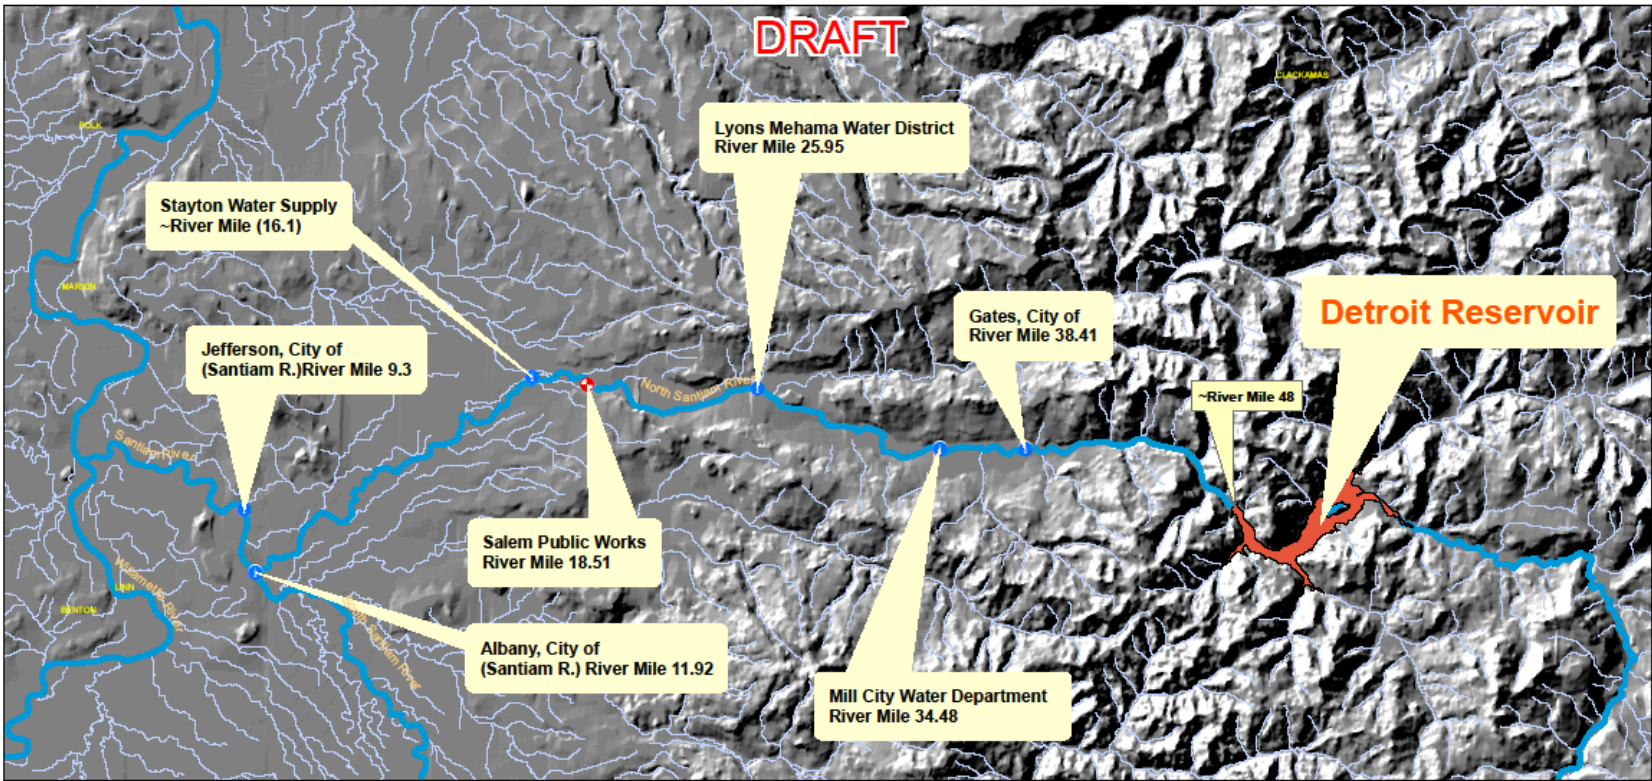 DRAFT
CLACKAMAS
Lyons Mehama Water District
River Mile 25.95
POLK
Stayton Water Supply
~River Mile (16.1)
MARION
Detroit Reservoir
Gates, City of
River Mile 38.41
Jefferson, City of
(Santiam R.)River Mile 9.3
North Santiam River
~River Mile 48
Santiam River
Salem Public Works
River Mile 18.51
Willamette River
LINN
BENTON
South Santiam River
Albany, City of
(Santiam R.) River Mile 11.92
Mill City Water Department
River Mile 34.48